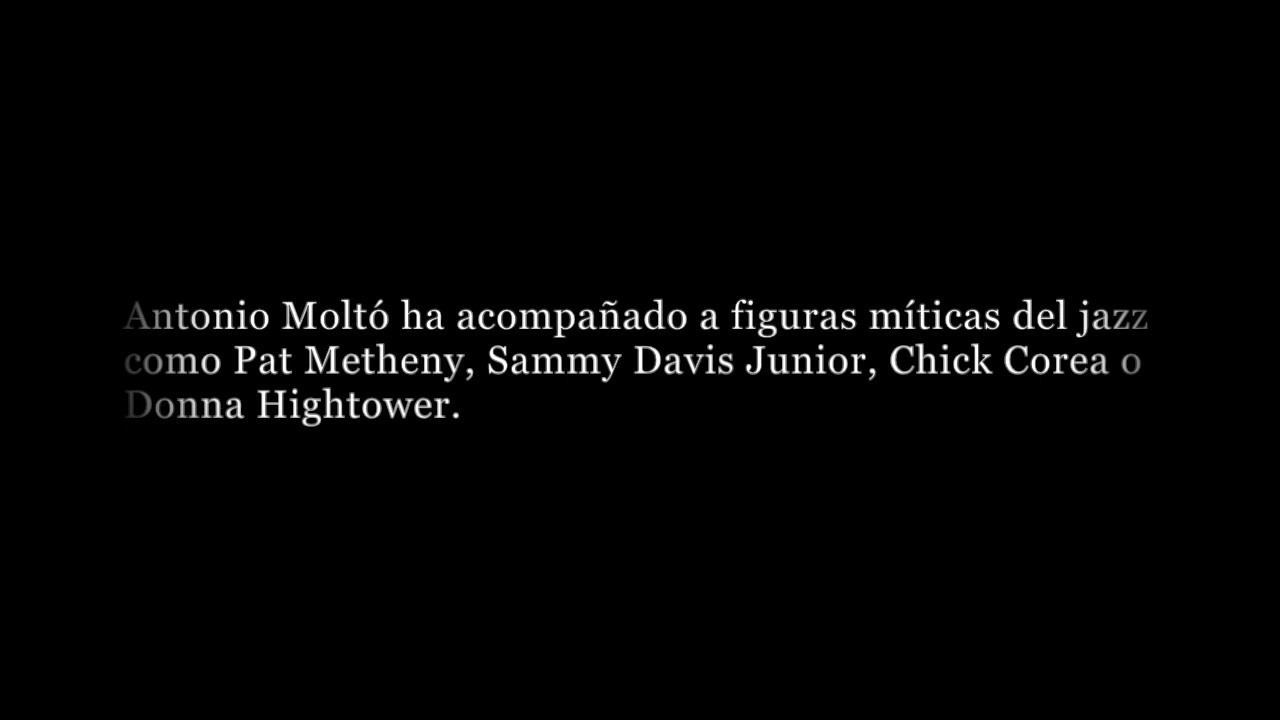 Antonio Moltó ha acompañado a figuras míticas del jazz
como Pat Metheny, Sammy Davis Junior, Chick Corea o
Donna Hightower.